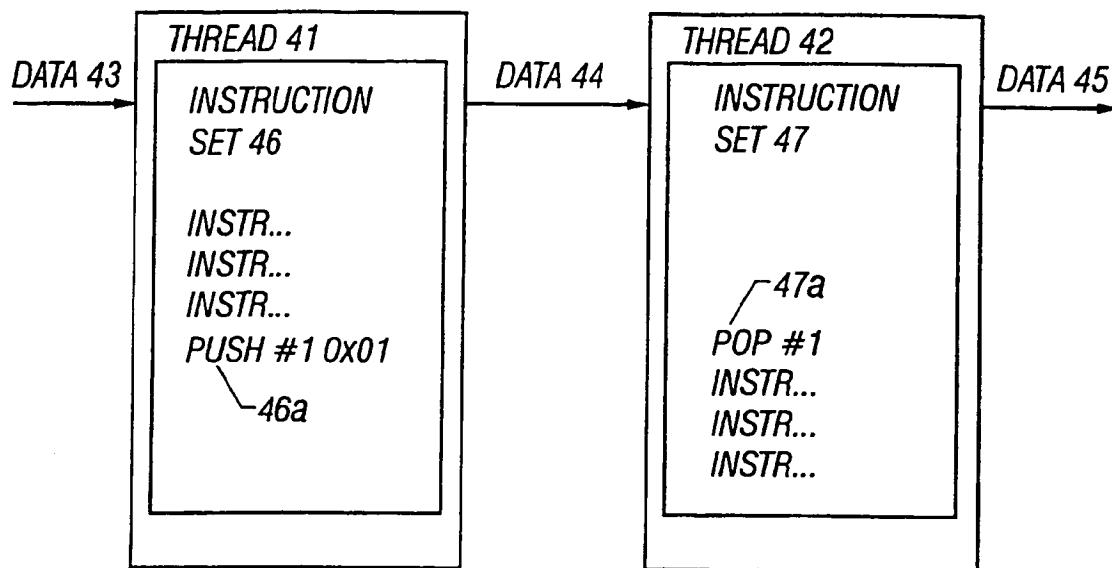 DATA 43
THREAD 41
INSTRUCTION
SET 46
INSTR...
INSTR...
INSTR...
PUSH #1 0X01
46a
DATA 44
THREAD 42
INSTRUCTION
SET 47
47a
POP #1
INSTR...
INSTR...
INSTR...
DATA 45